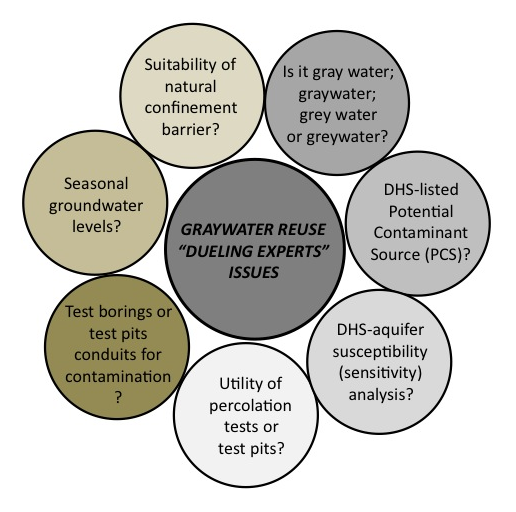 Suitability of
natural
confinement
barrier?
Is it gray water;
graywater;
grey water
or greywater?
Seasonal
groundwater
levels?
GRAYWATER REUSE
“DUELING EXPERTS”
ISSUES
DHS-listed
Potential
Contaminant
Source (PCS)?
Test borings or
test pits
conduits for
contamination
?
DHS-aquifer
susceptibility
(sensitivity)
analysis?
Utility of
percolation
tests or
test pits?